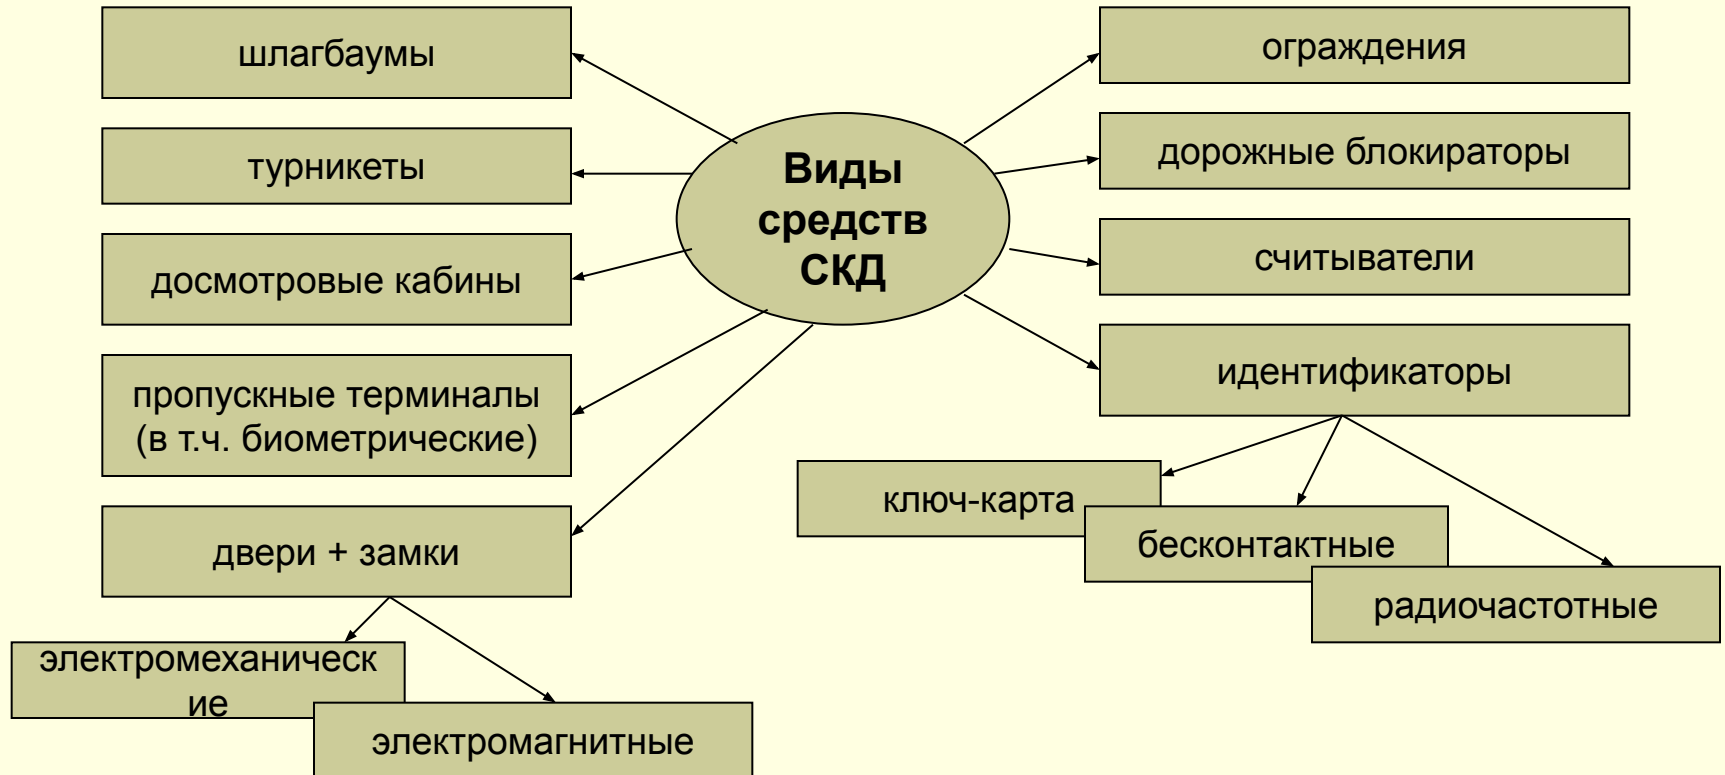 шлагбаумы
турникеты
досмотровые кабины
пропускные терминалы
(в т.ч. биометрические)
двери + замки
электромеханическ
ие
электромагнитные
Виды
средств
СКД
ограждения
дорожные блокираторы
считыватели
идентификаторы
ключ-карта
бесконтактные
радиочастотные